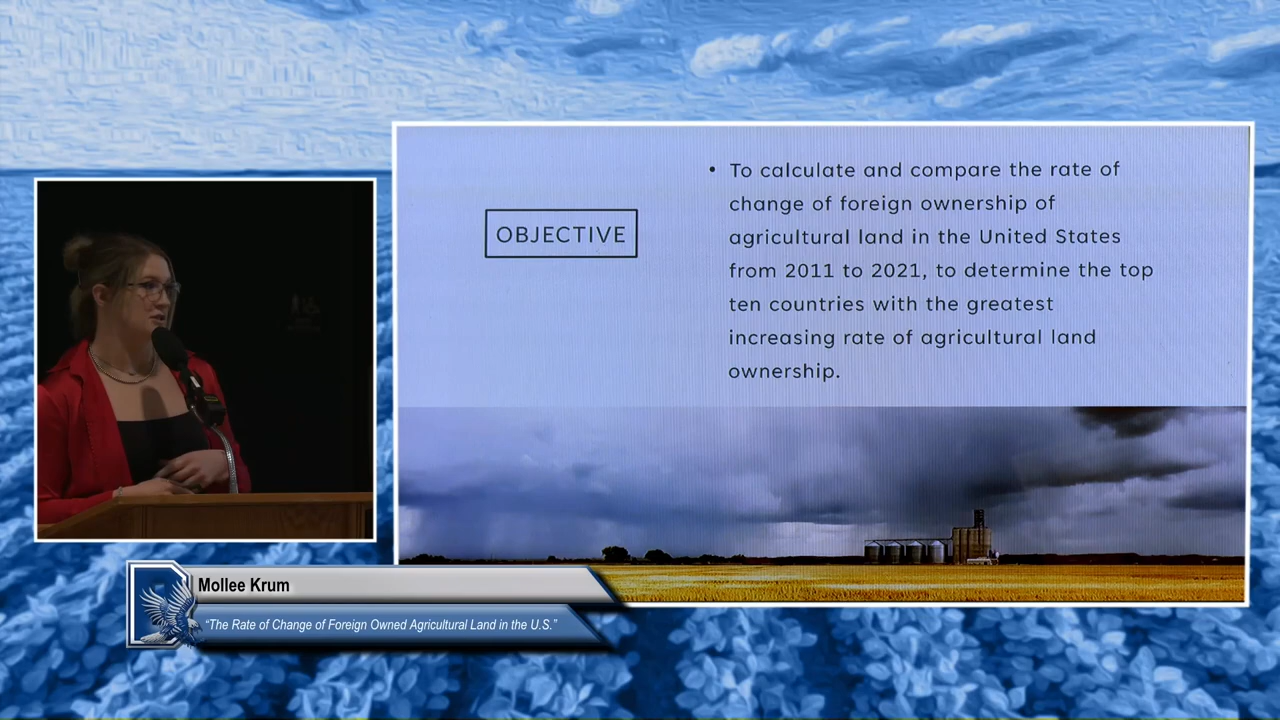 OBJECTIVE
• To calculate and compare the rate of
change of foreign ownership of
agricultural land in the United States
from 2011 to 2021, to determine the top
ten countries with the greatest
increasing rate of agricultural land
ownership.
Mollee Krum
“The Rate of Change of Foreign Owned Agricultural Land in the U.S.”